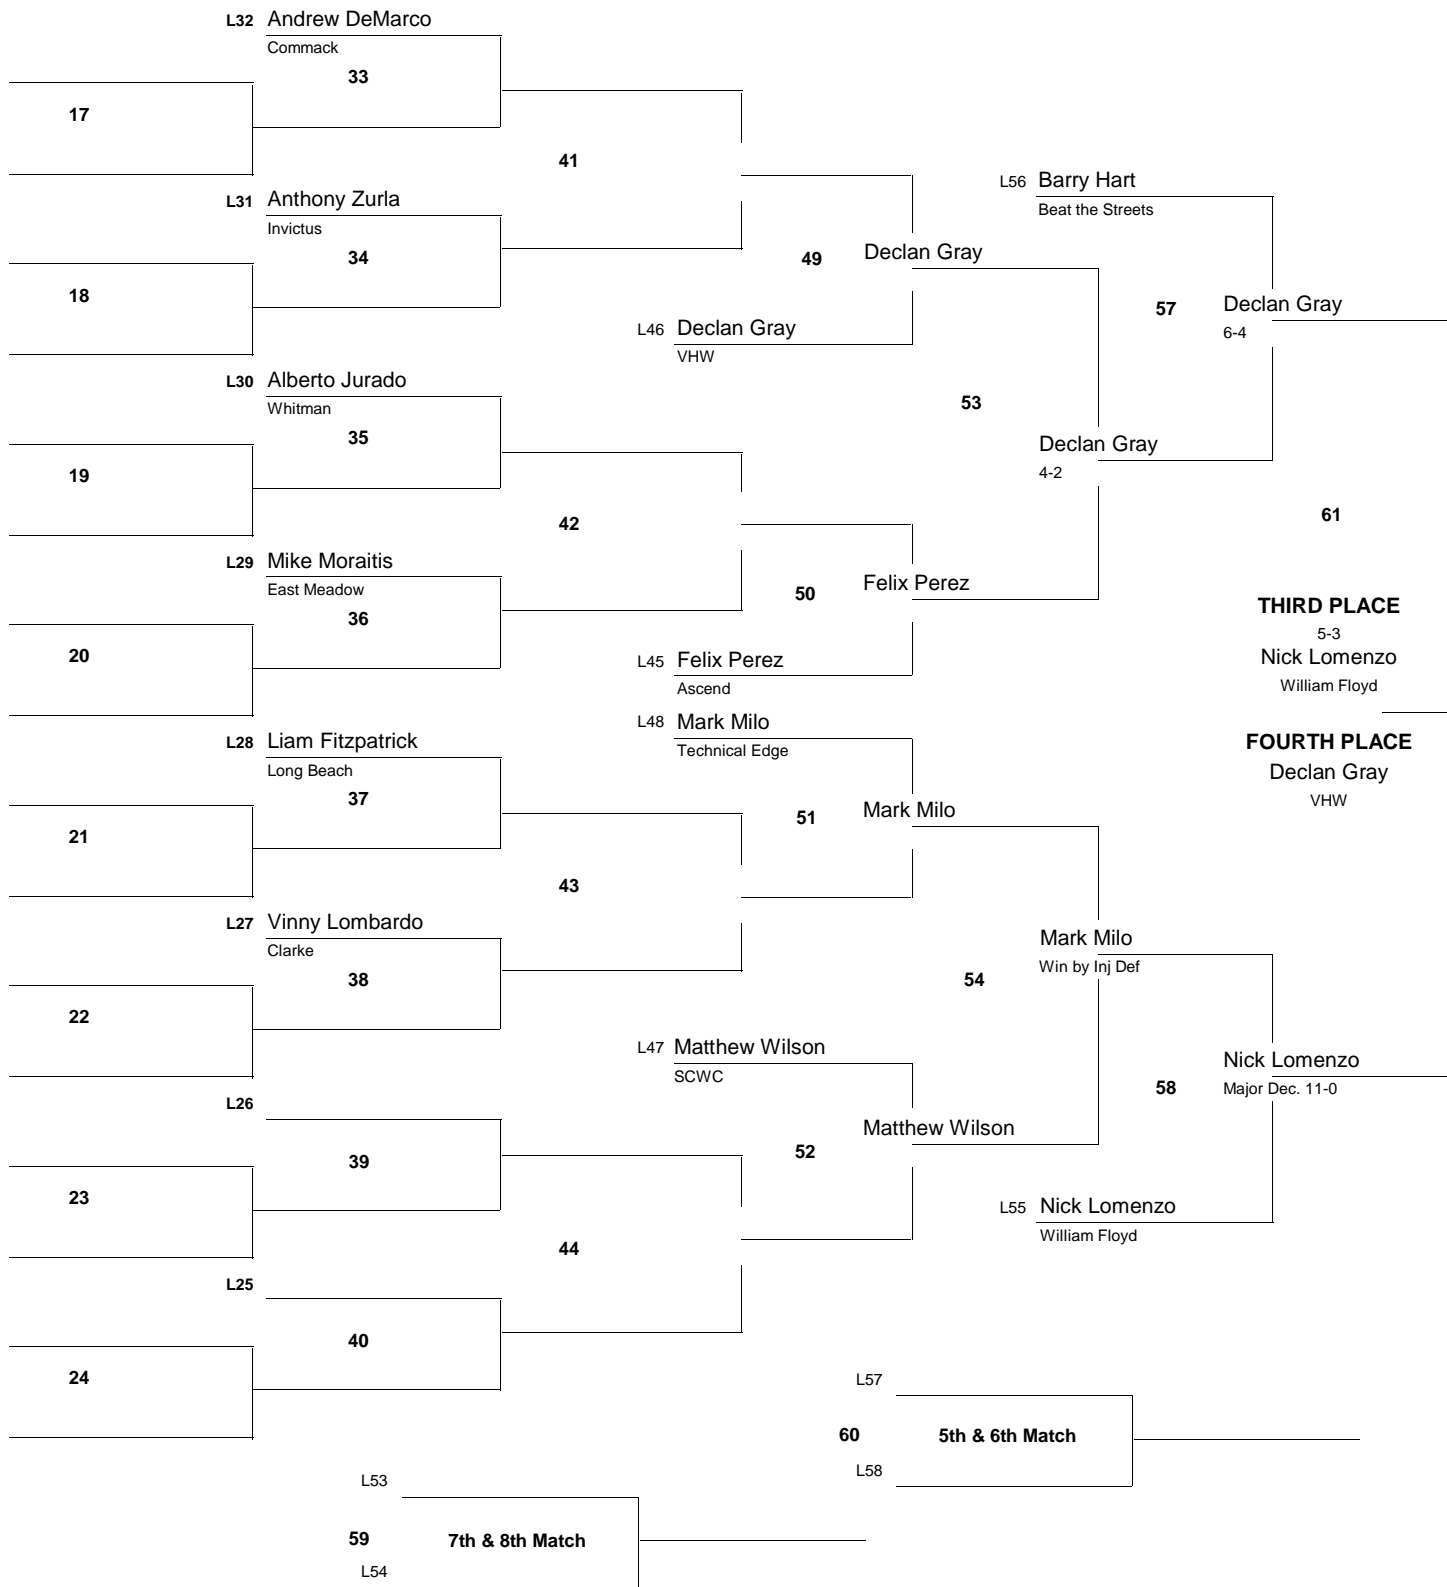 L32 Andrew DeMarco
Commack
33
17
41
L31 Anthony Zurla
Invictus
34
18
L56 Barry Hart
Beat the Streets
49 Declan Gray
57 Declan Gray
6-4
L46 Declan Gray
VHW
L30 Alberto Jurado
Whitman
35
19
53
Declan Gray
4-2
42
61
L29 Mike Moraitis
East Meadow
36
20
50 Felix Perez
L45 Felix Perez
Ascend
THIRD PLACE
5-3
Nick Lomenzo
William Floyd
FOURTH PLACE
Declan Gray
VHW
L48 Mark Milo
Technical Edge
L28 Liam Fitzpatrick
Long Beach
37
21
51 Mark Milo
43
L27 Vinny Lombardo
Clarke
38
22
54
Mark Milo
Win by Inj Def
L47 Matthew Wilson
SCWC
58
Nick Lomenzo
Major Dec. 11-0
L26
39
23
52 Matthew Wilson
L55 Nick Lomenzo
William Floyd
44
L25
40
24
L57
60 5th & 6th Match
L58
L53
59 7th & 8th Match
L54